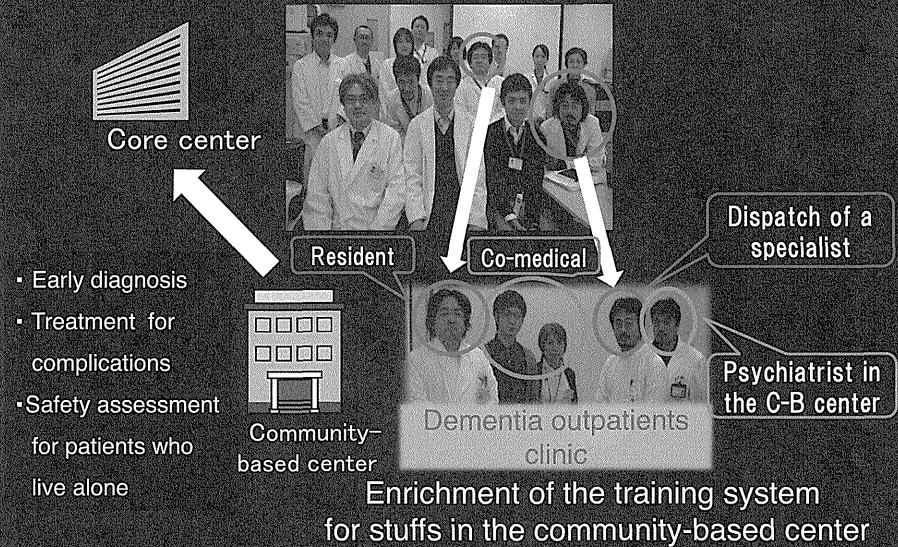 Core center
Resident
Co-medical
Dispatch of a
specialist
・Early diagnosis
・Treatment for
complications
・Safety assessment
for patients who
live alone
Community-
based center
Dementia outpatients
clinic
Psychiatrist in
the C-B center
Enrichment of the training system
for stuffs in the community-based center